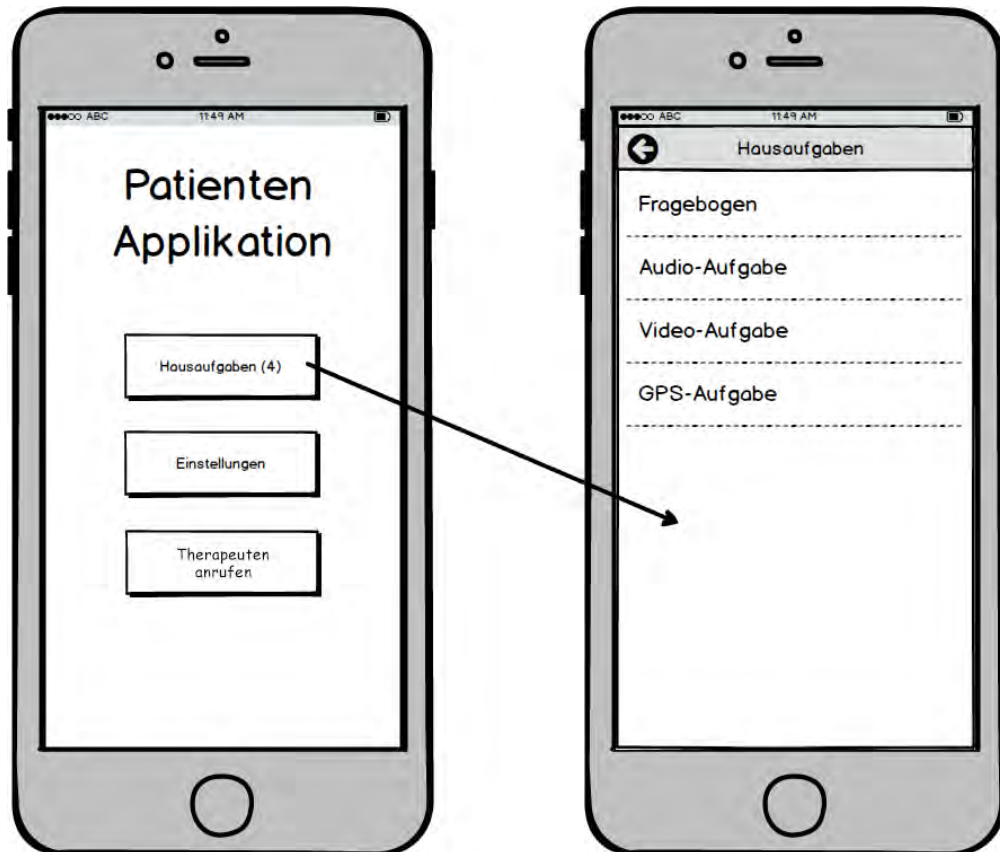 ABC 11:49 AM
Patienten
Applikation
Hausaufgaben (4)
Einstellungen
Therapeuten
anrufen
ABC 11:49 AM
Hausaufgaben
Fragebogen
Audio-Aufgabe
Video-Aufgabe
GPS-Aufgabe